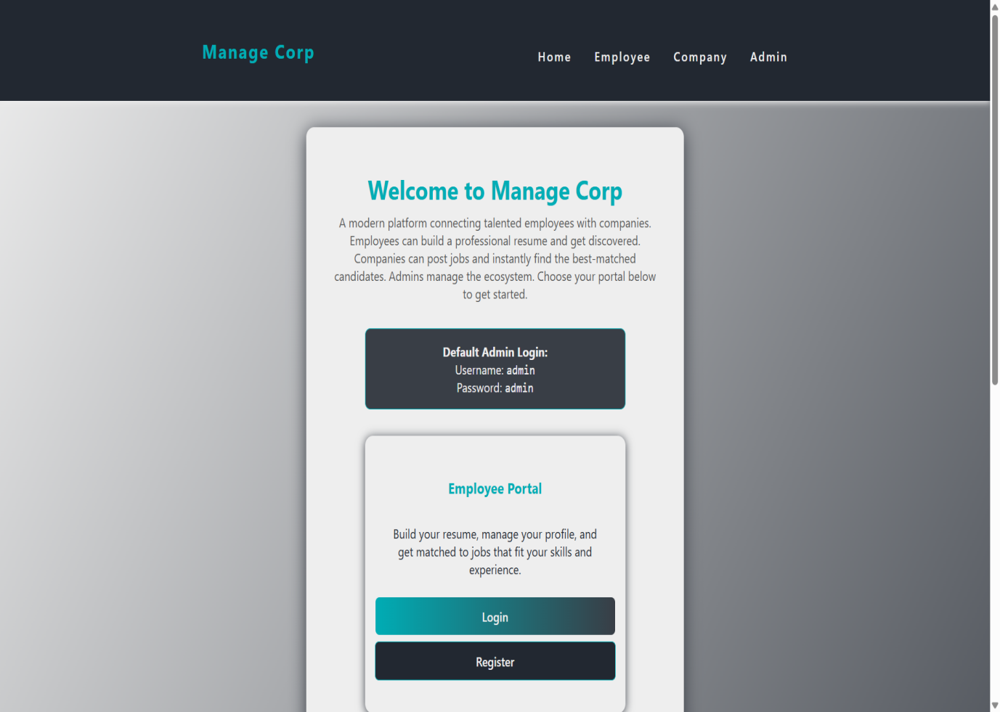 Manage Corp
Home Employee Company Admin
Welcome to Manage Corp
A modern platform connecting talented employees with companies.
Employees can build a professional resume and get discovered.
Companies can post jobs and instantly find the best-matched
candidates. Admins manage the ecosystem. Choose your portal below
to get started.
Default Admin Login:
Username: admin
Password: admin
Employee Portal
Build your resume, manage your profile, and
get matched to jobs that fit your skills and
experience.
Login
Register